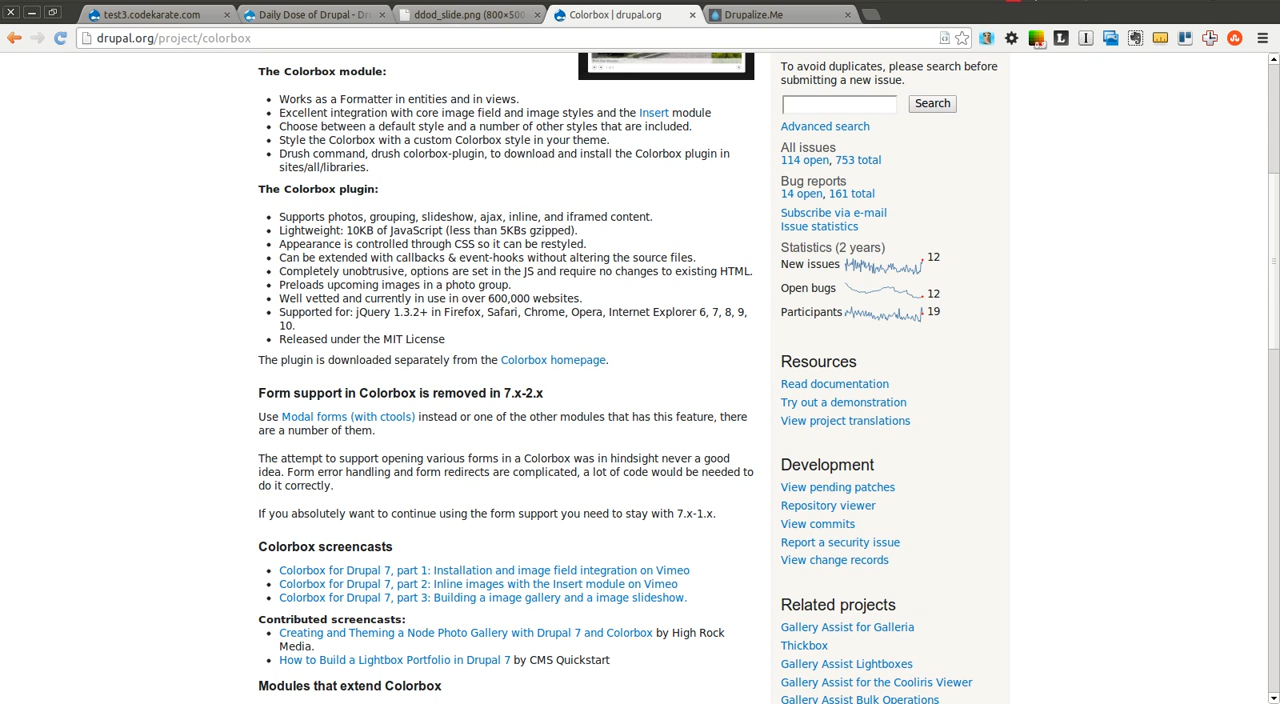 test3.codekarate.com
Daily Dose of Drupal - Dr
ddod_slide.png (800×500
Colorbox | drupal.org
Drupalize.Me
drupal.org/project/colorbox
The Colorbox module:
Works as a Formatter in entities and in views.
Excellent integration with core image field and image styles and the Insert module
Choose between a default style and a number of other styles that are included.
Style the Colorbox with a custom Colorbox style in your theme.
Drush command, drush colorbox-plugin, to download and install the Colorbox plugin in
sites/all/libraries.
The Colorbox plugin:
Supports photos, grouping, slideshow, ajax, inline, and iframed content.
Lightweight: 10KB of JavaScript (less than 5KBs gzipped).
Appearance is controlled through CSS so it can be restyled.
Can be extended with callbacks & event-hooks without altering the source files.
Completely unobtrusive, options are set in the JS and require no changes to existing HTML.
Preloads upcoming images in a photo group.
Well vetted and currently in use in over 600,000 websites.
Supported for: jQuery 1.3.2+ in Firefox, Safari, Chrome, Opera, Internet Explorer 6, 7, 8, 9,
10.
Released under the MIT License
The plugin is downloaded separately from the Colorbox homepage.
Form support in Colorbox is removed in 7.x-2.x
Use Modal forms (with ctools) instead or one of the other modules that has this feature, there
are a number of them.
The attempt to support opening various forms in a Colorbox was in hindsight never a good
idea. Form error handling and form redirects are complicated, a lot of code would be needed to
do it correctly.
If you absolutely want to continue using the form support you need to stay with 7.x-1.x.
Colorbox screencasts
Colorbox for Drupal 7, part 1: Installation and image field integration on Vimeo
Colorbox for Drupal 7, part 2: Inline images with the Insert module on Vimeo
Colorbox for Drupal 7, part 3: Building a image gallery and a image slideshow.
Contributed screencasts:
Creating and Theming a Node Photo Gallery with Drupal 7 and Colorbox by High Rock
Media.
How to Build a Lightbox Portfolio in Drupal 7 by CMS Quickstart
Modules that extend Colorbox
To avoid duplicates, please search before
submitting a new issue.
Search
Advanced search
All issues
114 open, 753 total
Bug reports
14 open, 161 total
Subscribe via e-mail
Issue statistics
Statistics (2 years)
New issues 12
Open bugs 12
Participants 19
Resources
Read documentation
Try out a demonstration
View project translations
Development
View pending patches
Repository viewer
View commits
Report a security issue
View change records
Related projects
Gallery Assist for Galleria
Thickbox
Gallery Assist Lightboxes
Gallery Assist for the Cooliris Viewer
Gallery Assist Bulk Operations